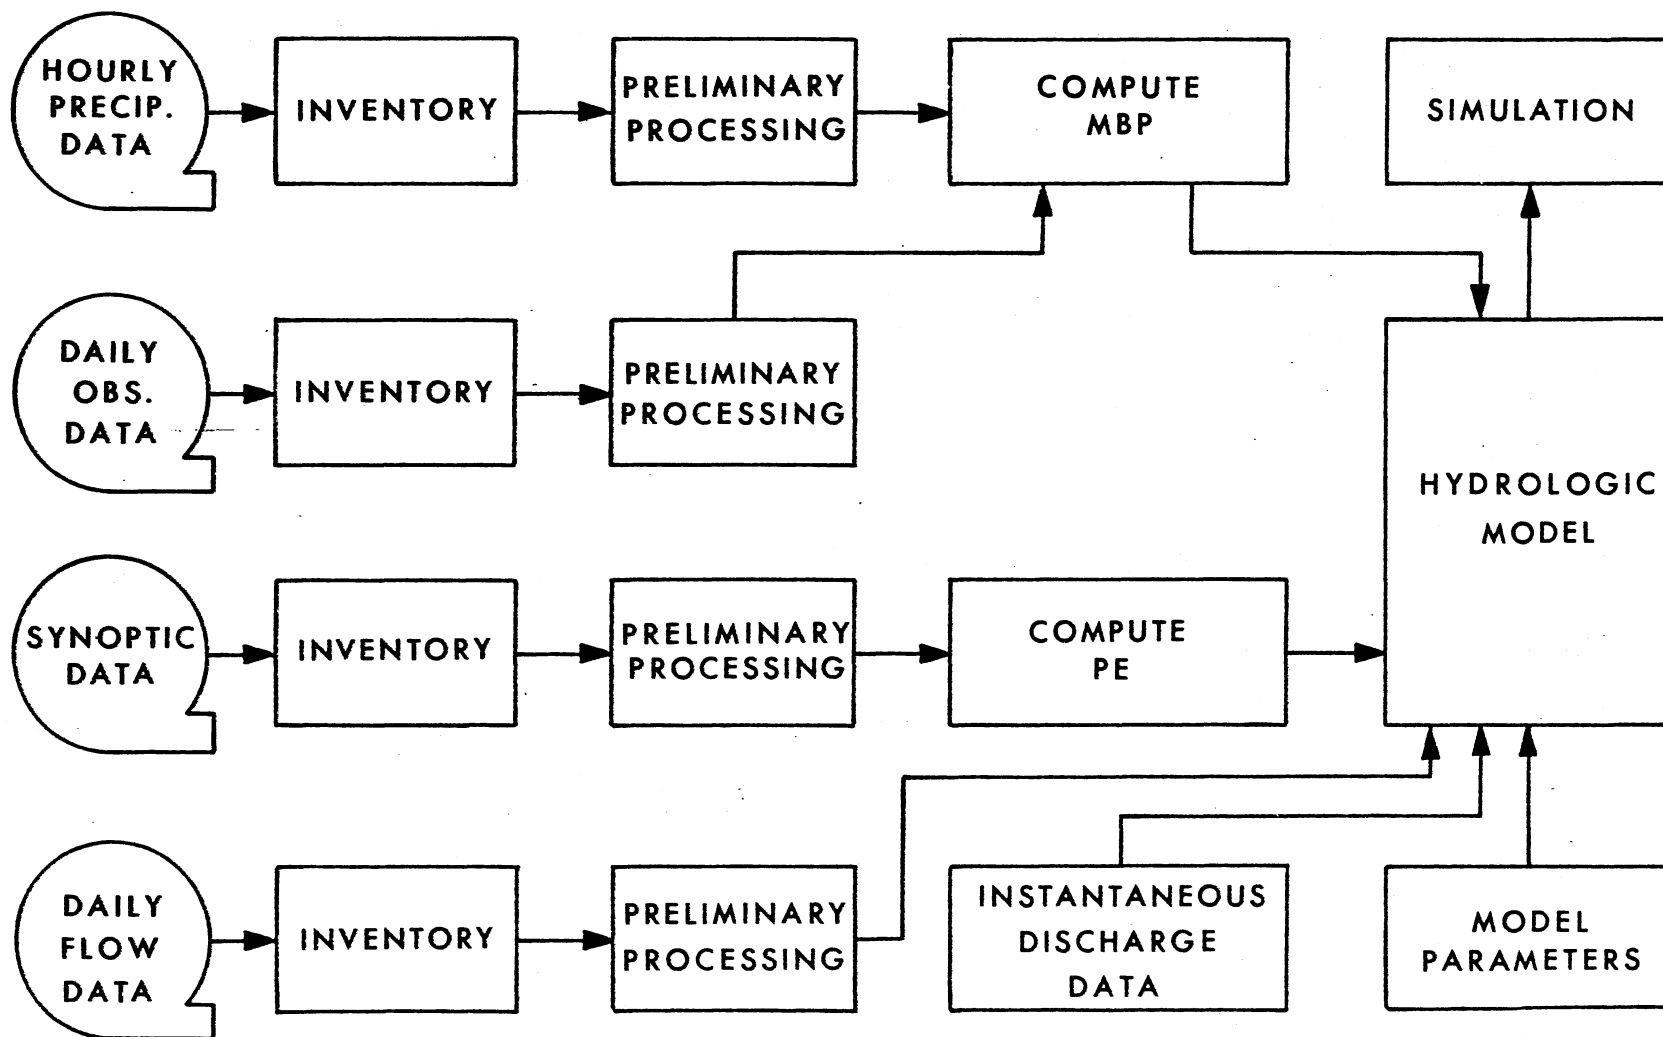 HOURLY
PRECIP.
DATA
INVENTORY
PRELIMINARY
PROCESSING
COMPUTE
MBP
SIMULATION
DAILY
OBS.
DATA
INVENTORY
PRELIMINARY
PROCESSING
HYDROLOGIC
MODEL
SYNOPTIC
DATA
INVENTORY
PRELIMINARY
PROCESSING
COMPUTE
PE
DAILY
FLOW
DATA
INVENTORY
PRELIMINARY
PROCESSING
INSTANTANEOUS
DISCHARGE
DATA
MODEL
PARAMETERS